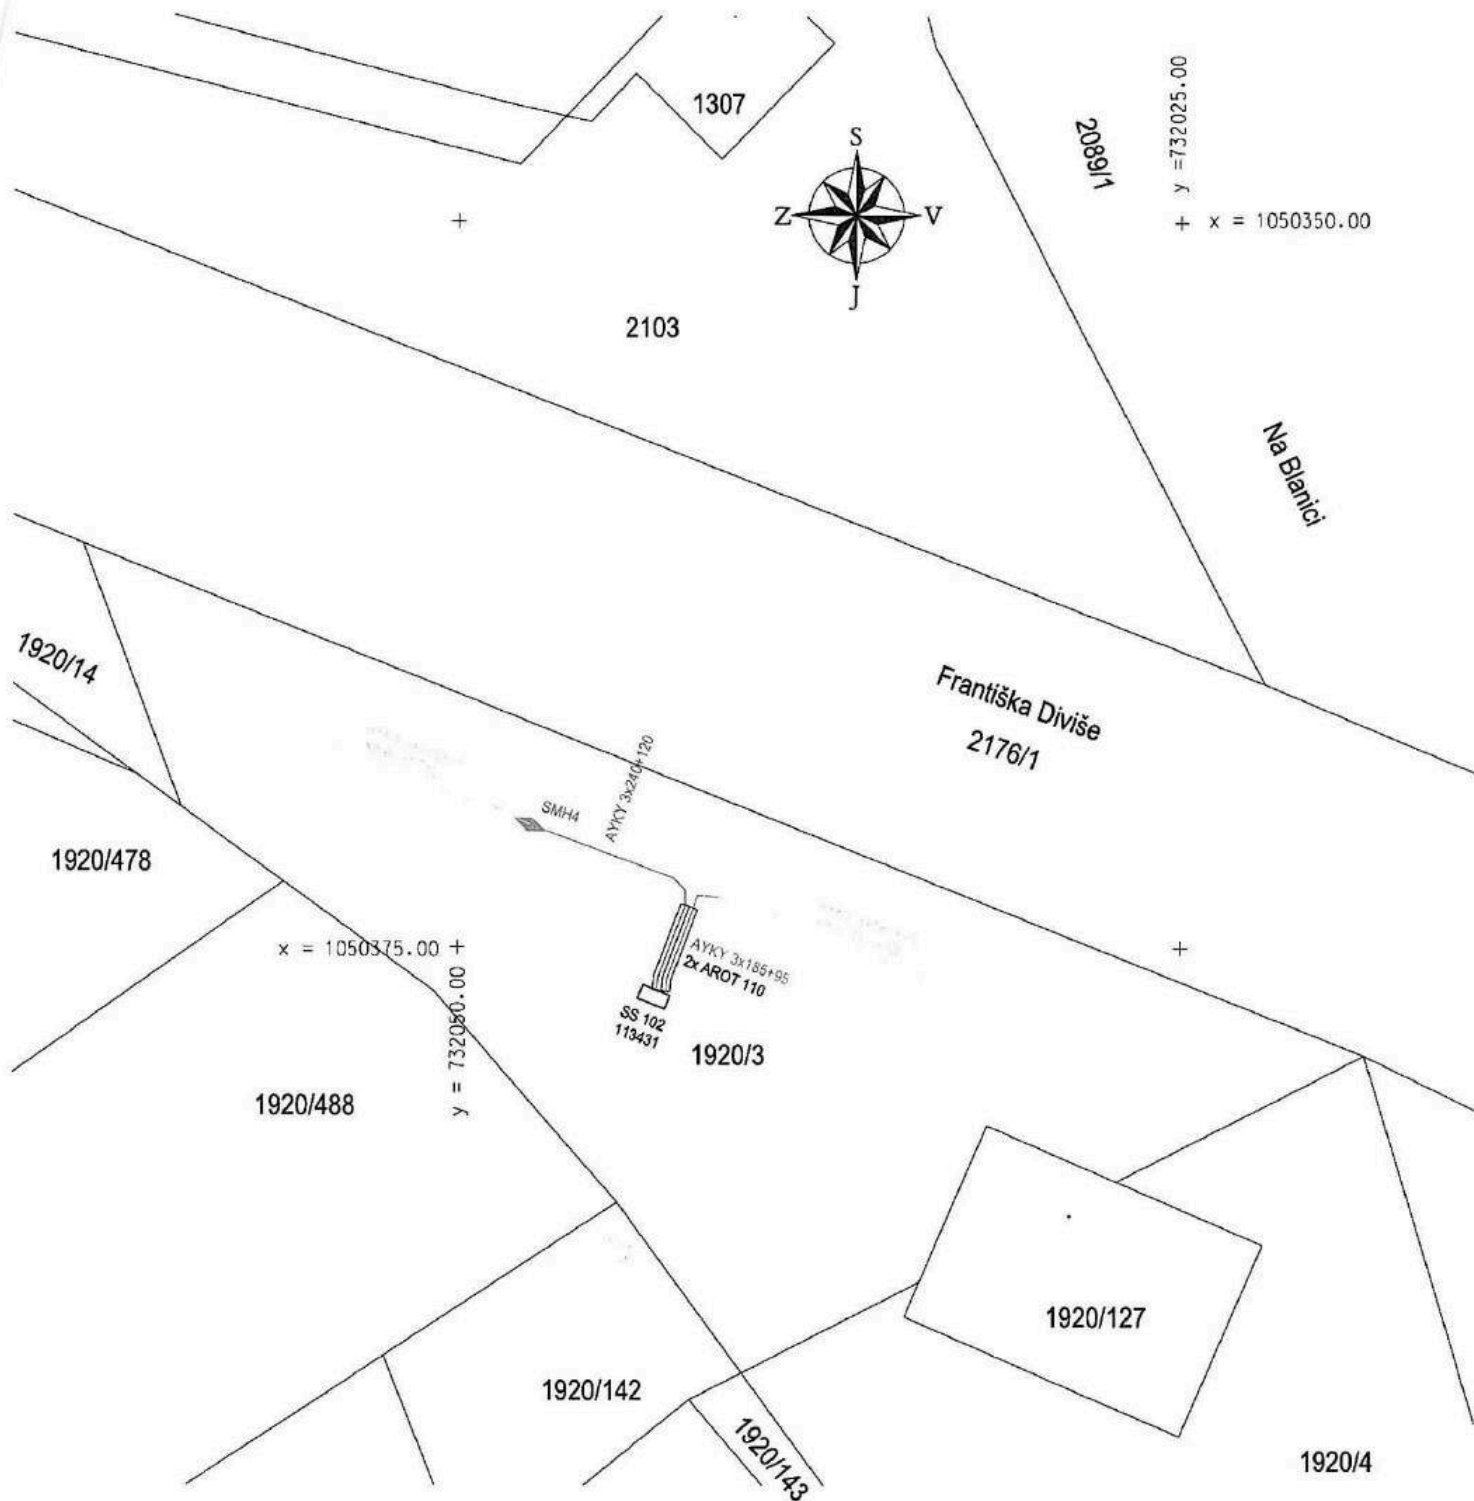 1307
2089/1
y =732025.00
+ x = 1050350.00
S
Z
V
J
+
2103
Na Blanici
1920/14
Františka Diviše
2176/1
SMH4
AYKY 3x240+120
1920/478
x = 1050375.00 +
y = 732050.00
+
AYKY 3x185+95
2x AROT 110
SS 102
113431
1920/3
1920/488
1920/127
1920/142
1920/143
1920/4